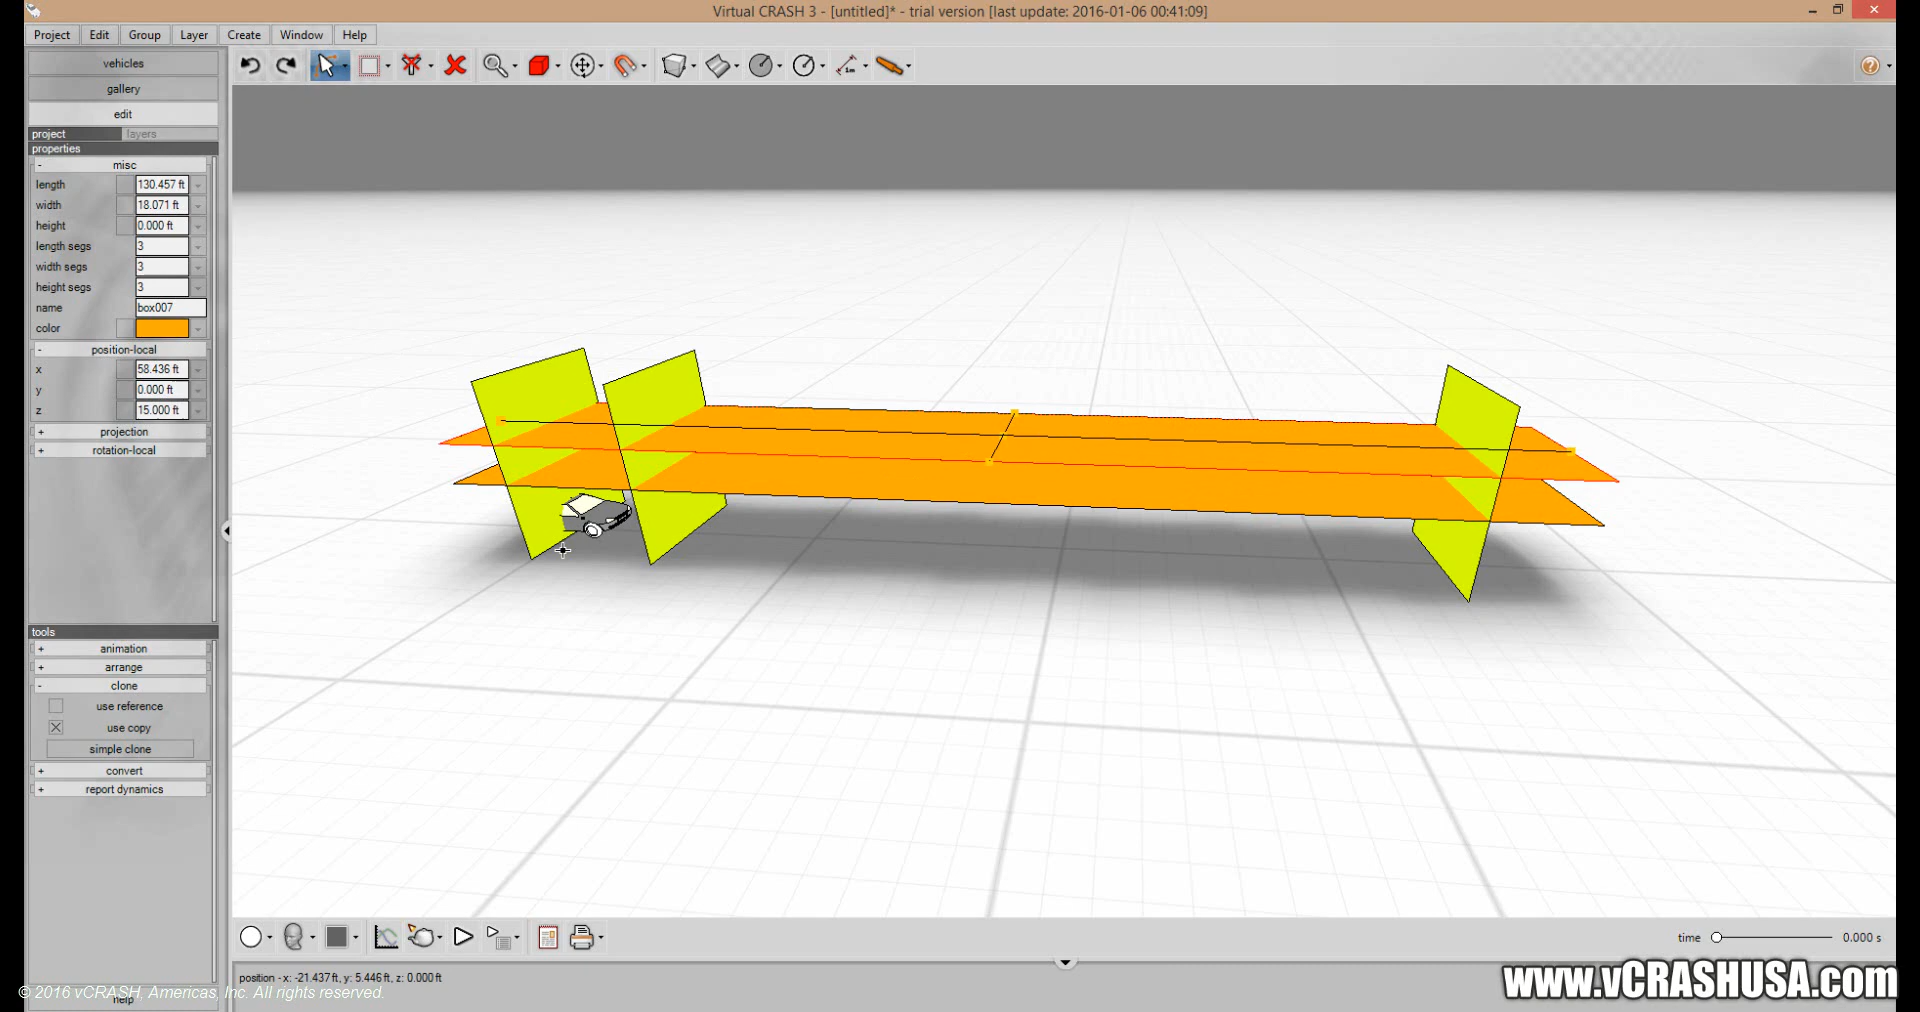 Virtual CRASH 3 - [untitled]* - trial version [last update: 2016-01-06 00:41:09]
Project Edit Group Layer Create Window Help
vehicles
gallery
edit
project layers
properties
- misc
length 130.457 ft
width 18.071 ft
height 0.000 ft
length segs 3
width segs 3
height segs 3
name box007
color
- position-local
x 58.436 ft
y 0.000 ft
z 15.000 ft
+ projection
+ rotation-local
tools
+ animation
+ arrange
- clone
use reference
use copy
simple clone
+ convert
+ report dynamics
help
1m
time 0.000 s
position - x: -21.437 ft, y: 5.446 ft, z: 0.000 ft
© 2016 vCRASH, Americas, Inc. All rights reserved.
www.vCRASHUSA.com